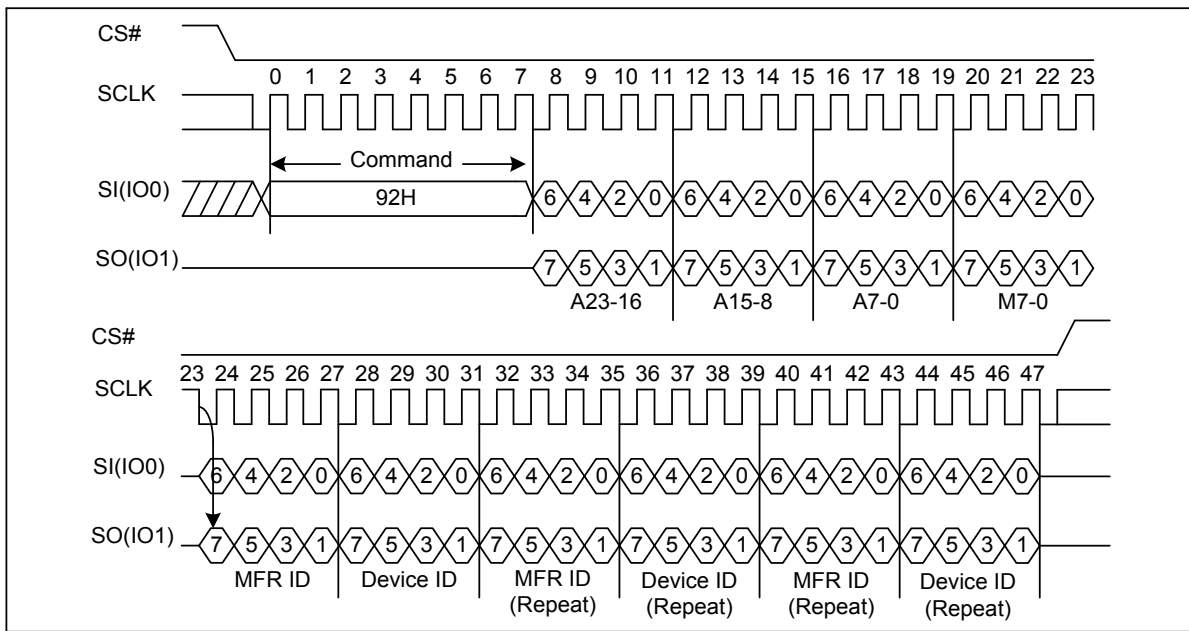 CS#
0 1 2 3 4 5 6 7 8 9 10 11 12 13 14 15 16 17 18 19 20 21 22 23
SCLK
Command
SI(IO0)
92H
6 4 2 0 6 4 2 0 6 4 2 0 6 4 2 0
SO(IO1)
7 5 3 1 7 5 3 1 7 5 3 1 7 5 3 1
A23-16 A15-8 A7-0 M7-0
CS#
23 24 25 26 27 28 29 30 31 32 33 34 35 36 37 38 39 40 41 42 43 44 45 46 47
SCLK
SI(IO0)
6 4 2 0 6 4 2 0 6 4 2 0 6 4 2 0 6 4 2 0 6 4 2 0
SO(IO1)
7 5 3 1 7 5 3 1 7 5 3 1 7 5 3 1 7 5 3 1 7 5 3 1
MFR ID Device ID MFR ID Device ID MFR ID Device ID
(Repeat) (Repeat) (Repeat) (Repeat)